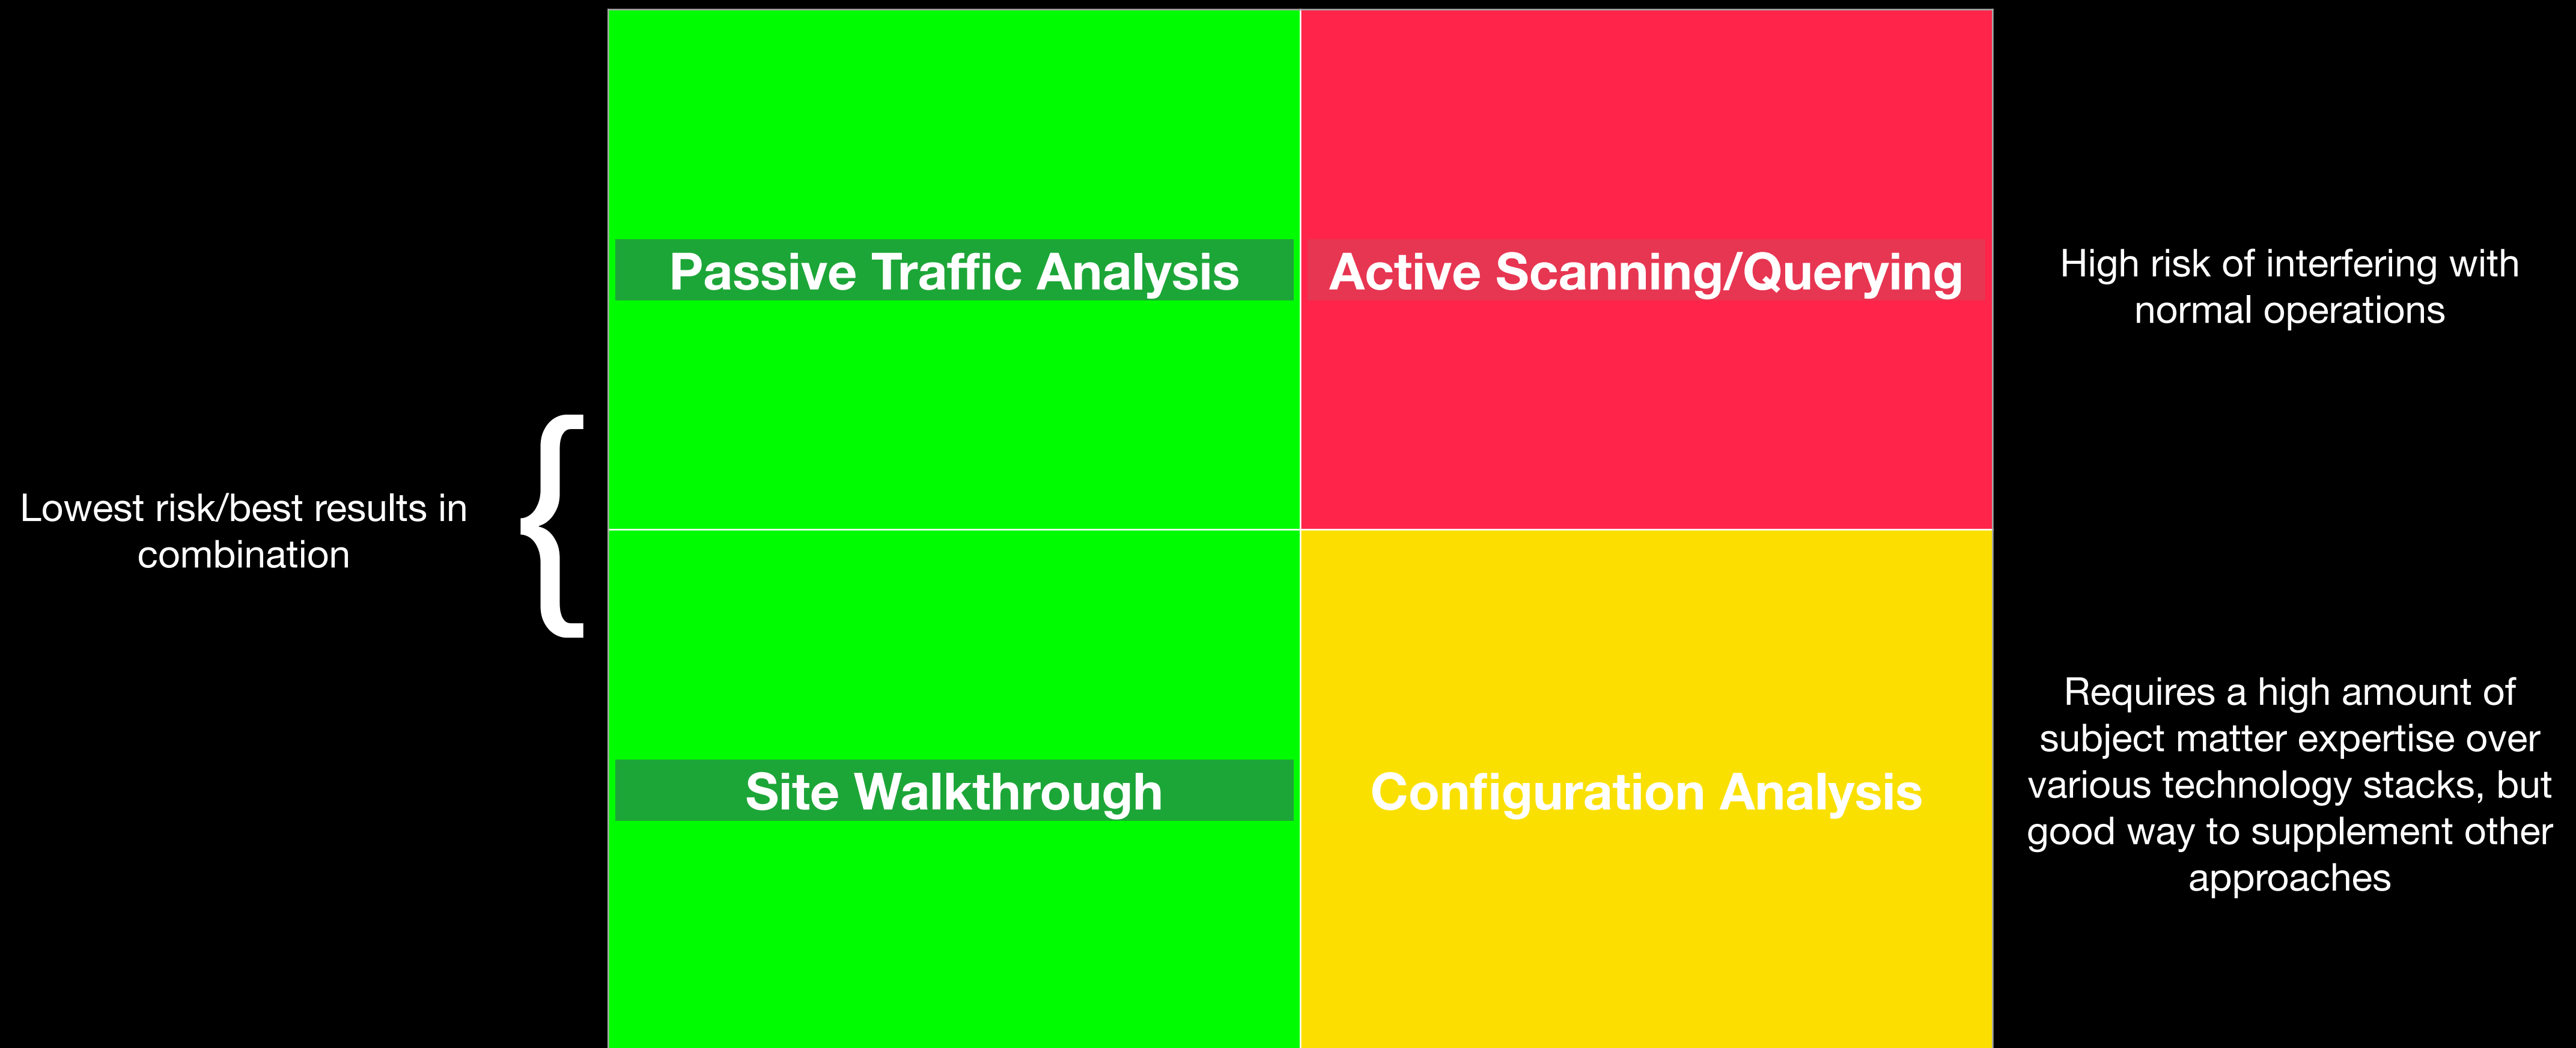 Passive Traffic Analysis
Active Scanning/Querying
High risk of interfering with
normal operations
Lowest risk/best results in
combination
{
Site Walkthrough
Configuration Analysis
Requires a high amount of
subject matter expertise over
various technology stacks, but
good way to supplement other
approaches